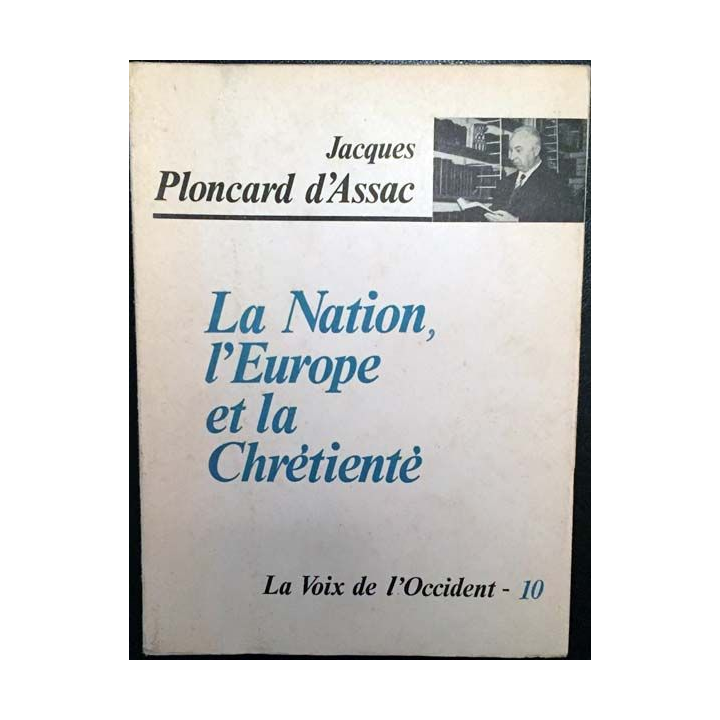 Jacques
Ploncard d'Assac
La Nation,
l'Europe
et la
Chrétienté
La Voix de l'Occident - 10